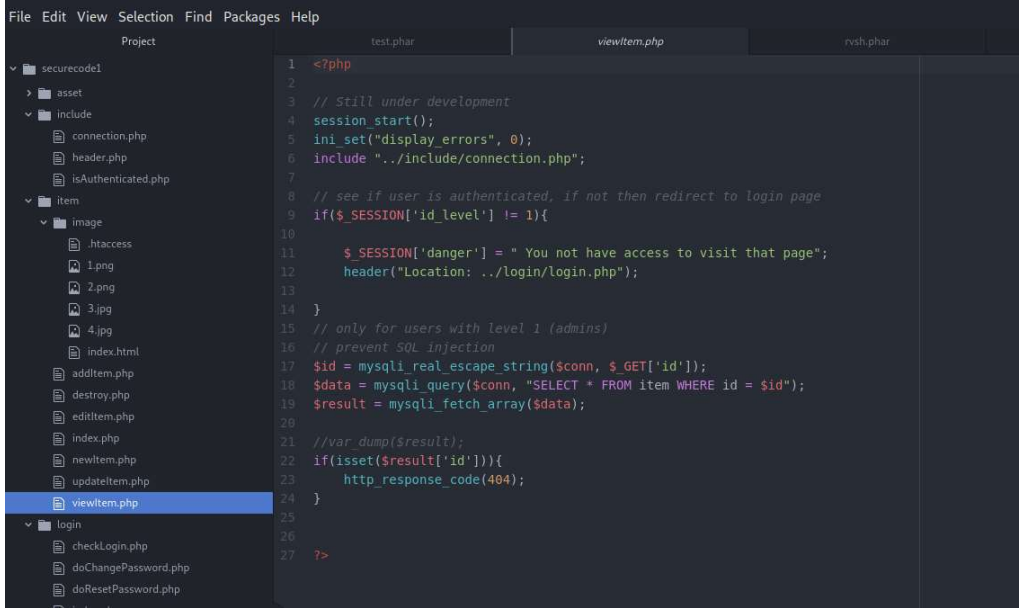 File Edit View Selection Find Packages Help
Project
test.phar
viewItem.php
rvsh.phar
securecode1
asset
include
connection.php
header.php
isAuthenticated.php
item
image
.htaccess
1.png
2.png
3.jpg
4.jpg
index.html
addItem.php
destroy.php
editItem.php
index.php
newItem.php
updateItem.php
viewItem.php
login
checkLogin.php
doChangePassword.php
doResetPassword.php
1 <?php
2
3 // Still under development
4 session_start();
5 ini_set("display_errors", 0);
6 include "../include/connection.php";
7
8 // see if user is authenticated, if not then redirect to login page
9 if($_SESSION['id_level'] != 1){
10
11 $_SESSION['danger'] = " You not have access to visit that page";
12 header("Location: ../login/login.php");
13
14 }
15 // only for users with level 1 (admins)
16 // prevent SQL injection
17 $id = mysqli_real_escape_string($conn, $_GET['id']);
18 $data = mysqli_query($conn, "SELECT * FROM item WHERE id = $id");
19 $result = mysqli_fetch_array($data);
20
21 //var_dump($result);
22 if(isset($result['id'])){
23 http_response_code(404);
24 }
25
26
27 ?>